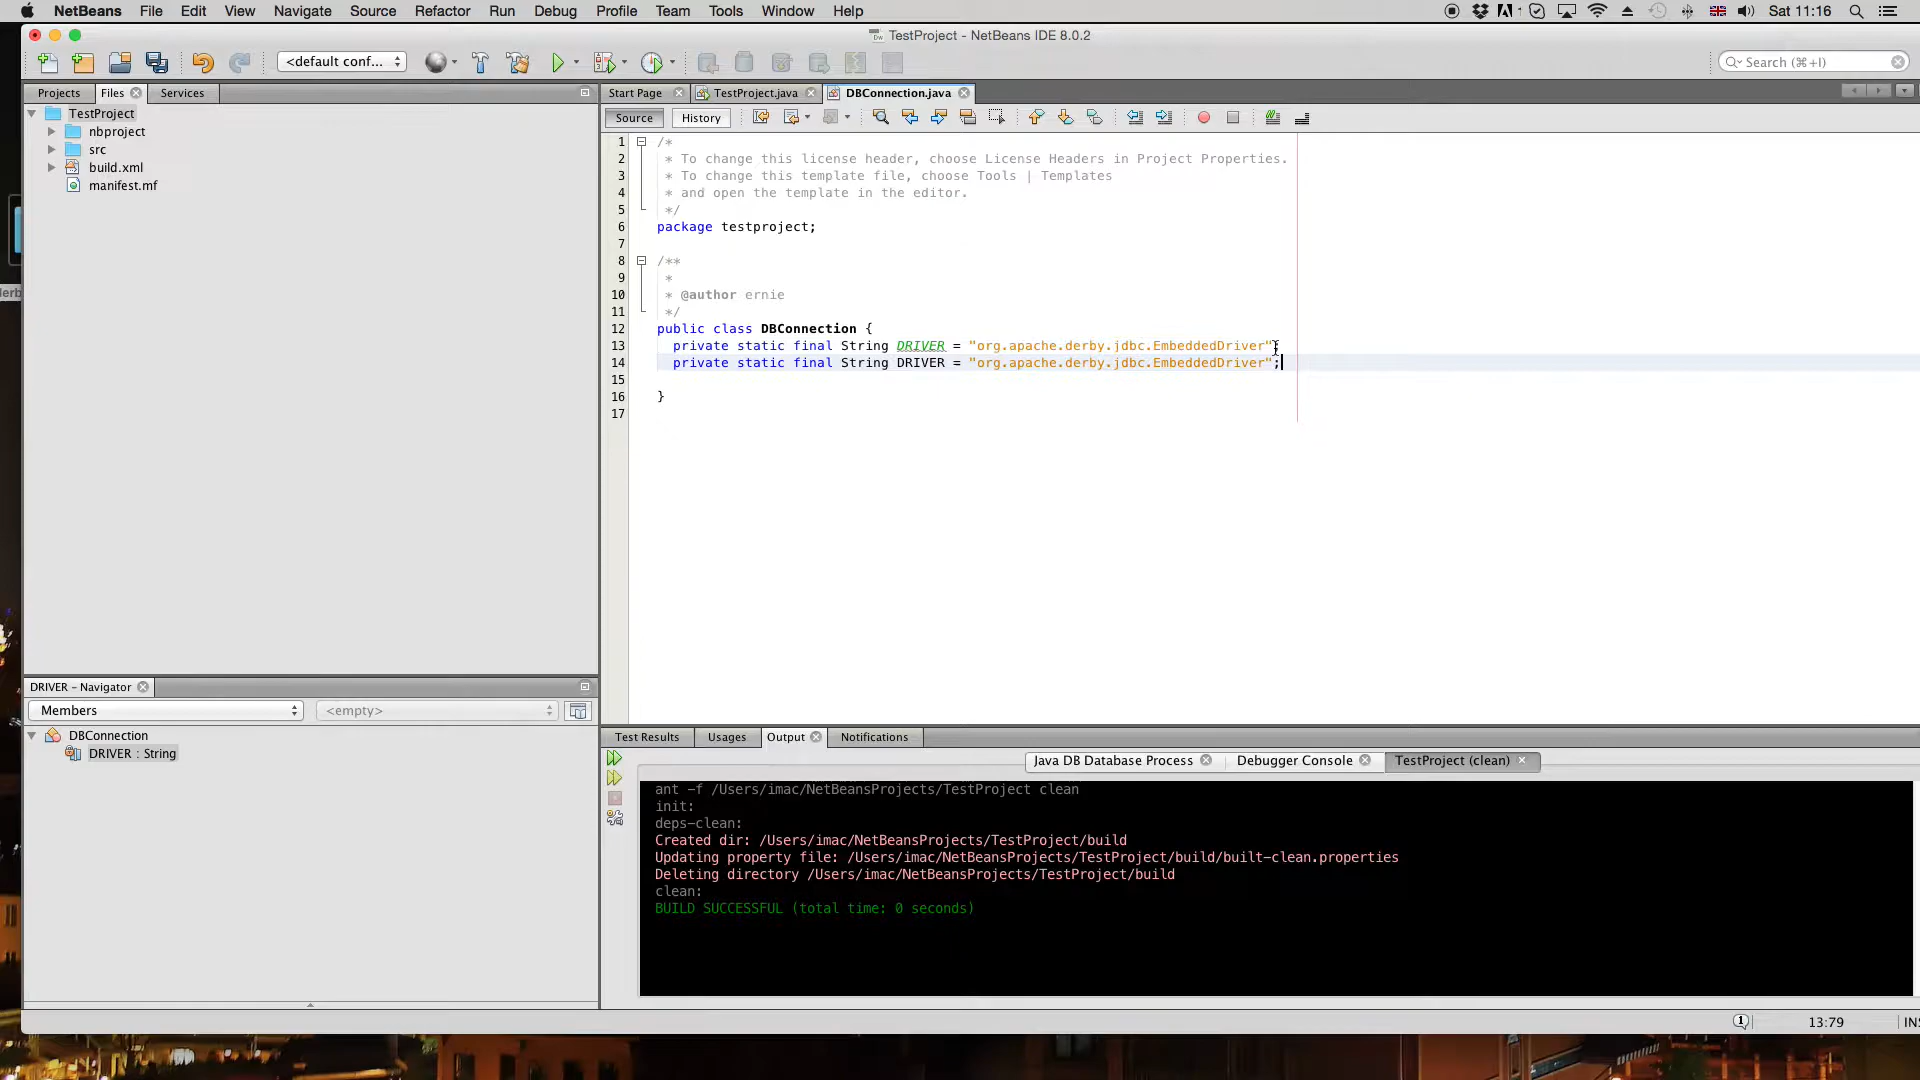 NetBeans File Edit View Navigate Source Refactor Run Debug Profile Team Tools Window Help Sat 11:16
TestProject - NetBeans IDE 8.0.2
<default conf... Search (⌘+I)
Projects Files Services
TestProject
nbproject
src
build.xml
manifest.mf
Start Page TestProject.java DBConnection.java
Source History
1 /*
2  * To change this license header, choose License Headers in Project Properties.
3  * To change this template file, choose Tools | Templates
4  * and open the template in the editor.
5  */
6 package testproject;
7
8 /**
9  *
10  * @author ernie
11  */
12 public class DBConnection {
13   private static final String DRIVER = "org.apache.derby.jdbc.EmbeddedDriver";
14   private static final String DRIVER = "org.apache.derby.jdbc.EmbeddedDriver";
15
16 }
17
DRIVER - Navigator
Members <empty>
DBConnection
DRIVER : String
Test Results Usages Output Notifications
Java DB Database Process Debugger Console TestProject (clean)
ant -f /Users/imac/NetBeansProjects/TestProject clean
init:
deps-clean:
Created dir: /Users/imac/NetBeansProjects/TestProject/build
Updating property file: /Users/imac/NetBeansProjects/TestProject/build/built-clean.properties
Deleting directory /Users/imac/NetBeansProjects/TestProject/build
clean:
BUILD SUCCESSFUL (total time: 0 seconds)
1 13:79